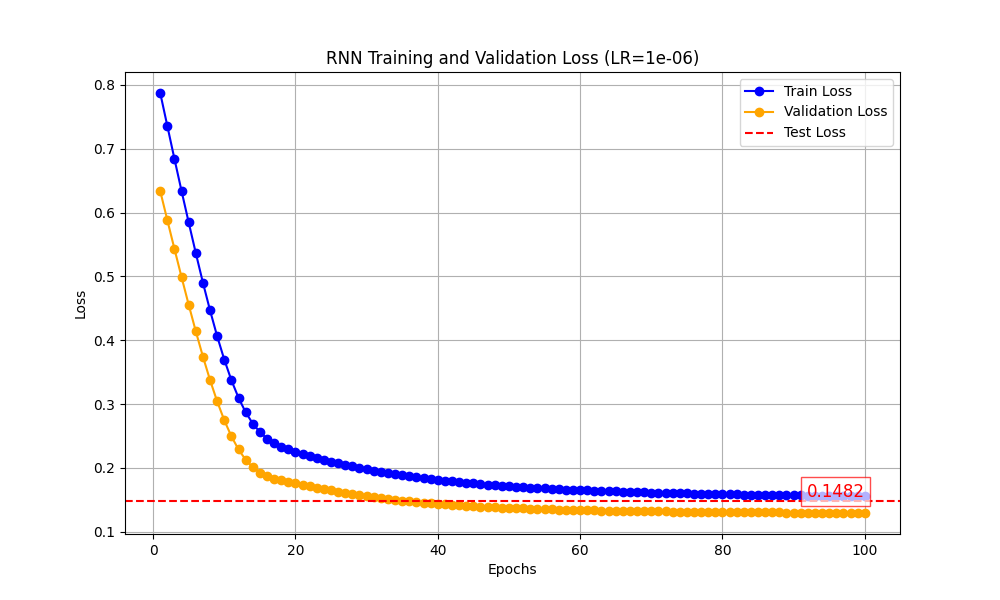 RNN Training and Validation Loss (LR=1e-06)
Train Loss
Validation Loss
Test Loss
Loss
0.8
0.7
0.6
0.5
0.4
0.3
0.2
0.1
0.1482
0 20 40 60 80 100
Epochs